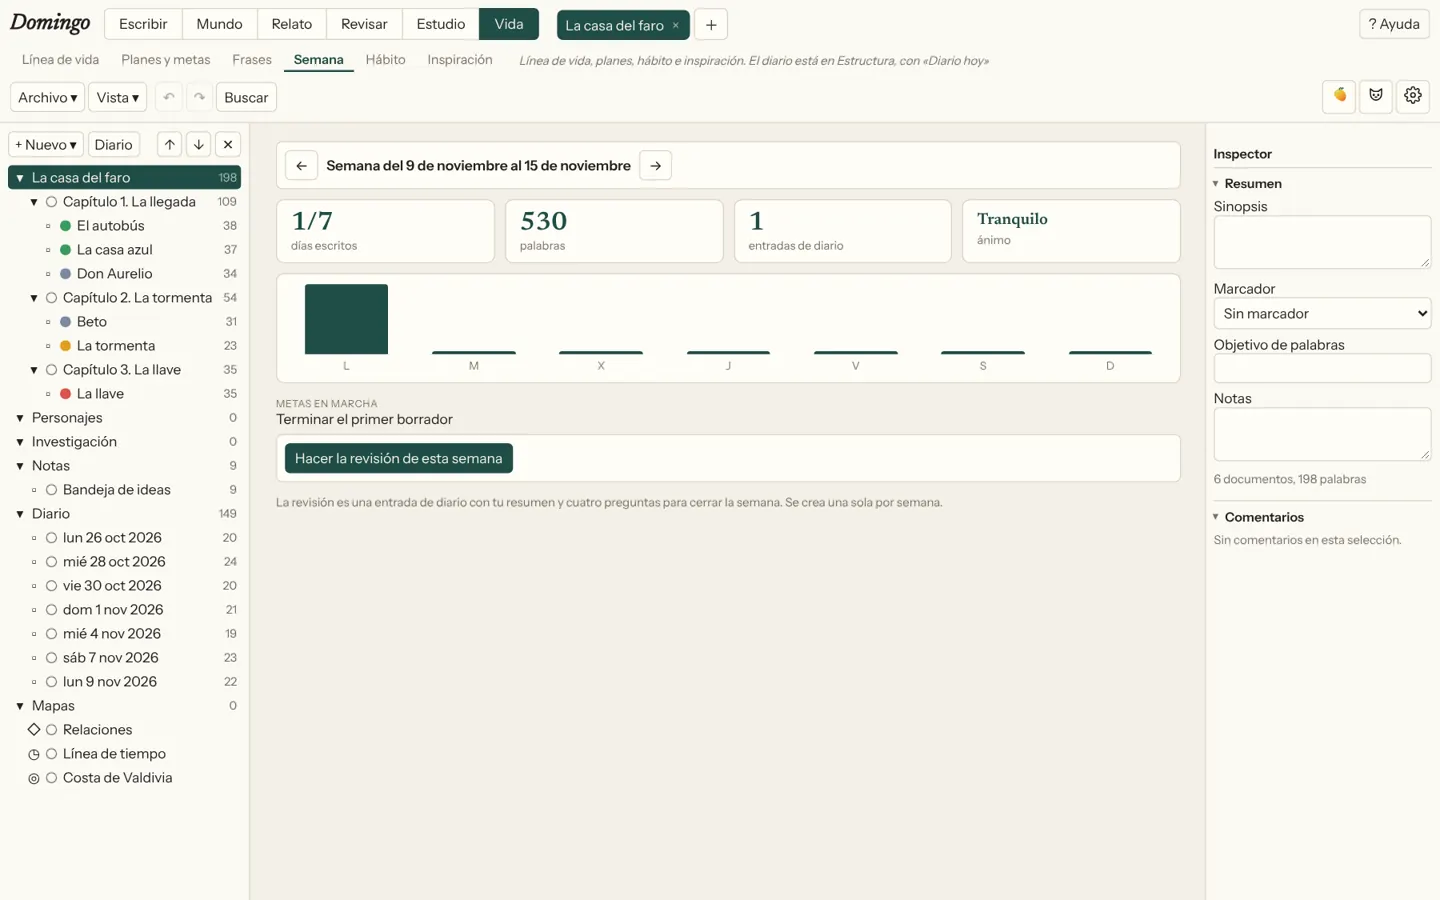 Domingo Escribir Mundo Relato Revisar Estudio Vida La casa del faro × + ? Ayuda
Línea de vida Planes y metas Frases Semana Hábito Inspiración Línea de vida, planes, hábito e inspiración. El diario está en Estructura, con «Diario hoy»
Archivo ▾ Vista ▾ ↶ ↷ Buscar
+ Nuevo ▾ Diario ↑ ↓ ✕
▼ La casa del faro 198
▼ Capítulo 1. La llegada 109
El autobús 38
La casa azul 37
Don Aurelio 34
▼ Capítulo 2. La tormenta 54
Beto 31
La tormenta 23
▼ Capítulo 3. La llave 35
La llave 35
▼ Personajes 0
▼ Investigación 0
▼ Notas 9
Bandeja de ideas 9
▼ Diario 149
lun 26 oct 2026 20
mié 28 oct 2026 24
vie 30 oct 2026 20
dom 1 nov 2026 21
mié 4 nov 2026 19
sáb 7 nov 2026 23
lun 9 nov 2026 22
▼ Mapas 0
Relaciones
Línea de tiempo
Costa de Valdivia
← Semana del 9 de noviembre al 15 de noviembre →
1/7
días escritos
530
palabras
1
entradas de diario
Tranquilo
ánimo
L M X J V S D
METAS EN MARCHA
Terminar el primer borrador
Hacer la revisión de esta semana
La revisión es una entrada de diario con tu resumen y cuatro preguntas para cerrar la semana. Se crea una sola por semana.
Inspector
▾ Resumen
Sinopsis
Marcador
Sin marcador
Objetivo de palabras
Notas
6 documentos, 198 palabras
▾ Comentarios
Sin comentarios en esta selección.